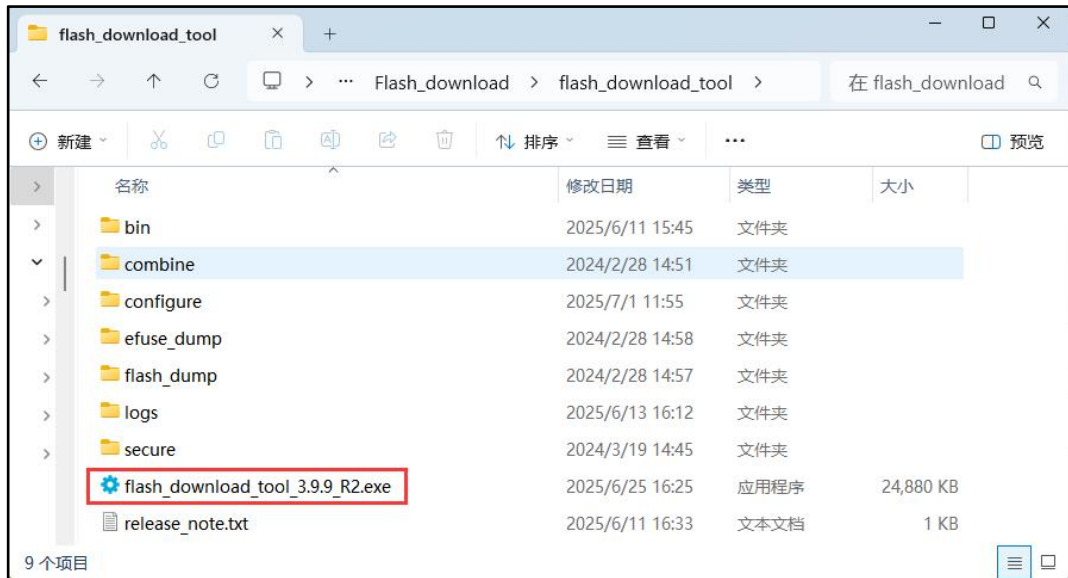 flash_download_tool
Flash_download > flash_download_tool > 在 flash_download
新建 排序 查看 ... 预览
名称 修改日期 类型 大小
bin 2025/6/11 15:45 文件夹
combine 2024/2/28 14:51 文件夹
configure 2025/7/1 11:55 文件夹
efuse_dump 2024/2/28 14:58 文件夹
flash_dump 2024/2/28 14:57 文件夹
logs 2025/6/13 16:12 文件夹
secure 2024/3/19 14:45 文件夹
flash_download_tool_3.9.9_R2.exe 2025/6/25 16:25 应用程序 24,880 KB
release_note.txt 2025/6/11 16:33 文本文档 1 KB
9 个项目